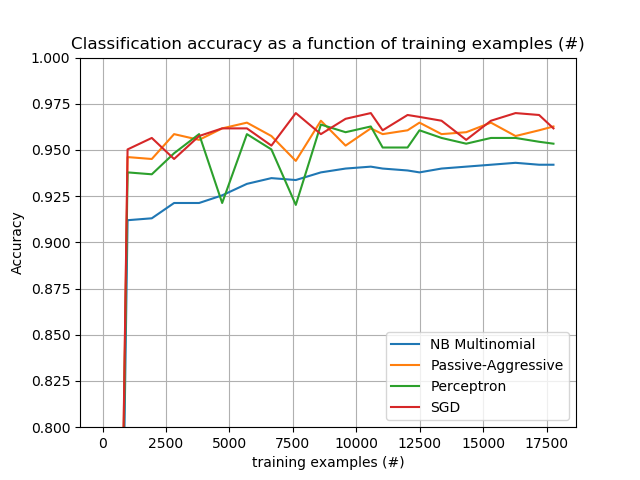 Classification accuracy as a function of training examples (#)
1.000
0.975
0.950
0.925
0.900
0.875
0.850
0.825
0.800
Accuracy
NB Multinomial
Passive-Aggressive
Perceptron
SGD
0 2500 5000 7500 10000 12500 15000 17500
training examples (#)